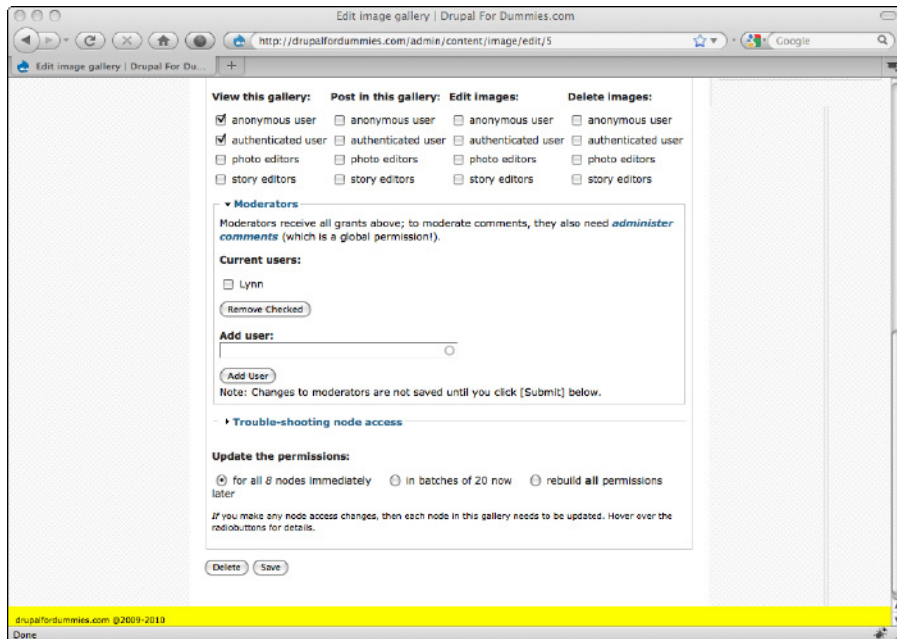 Edit image gallery | Drupal For Dummies.com
http://drupalfordummies.com/admin/content/image/edit/5
Google
Edit image gallery | Drupal For Du...
View this gallery: Post in this gallery: Edit images: Delete images:
anonymous user anonymous user anonymous user anonymous user
authenticated user authenticated user authenticated user authenticated user
photo editors photo editors photo editors photo editors
story editors story editors story editors story editors
Moderators
Moderators receive all grants above; to moderate comments, they also need administer
comments (which is a global permission!).
Current users:
Lynn
Remove Checked
Add user:
Add User
Note: Changes to moderators are not saved until you click [Submit] below.
Trouble-shooting node access
Update the permissions:
for all 8 nodes immediately in batches of 20 now rebuild all permissions
later
If you make any node access changes, then each node in this gallery needs to be updated. Hover over the
radiobuttons for details.
Delete Save
drupalfordummies.com @2009-2010
Done